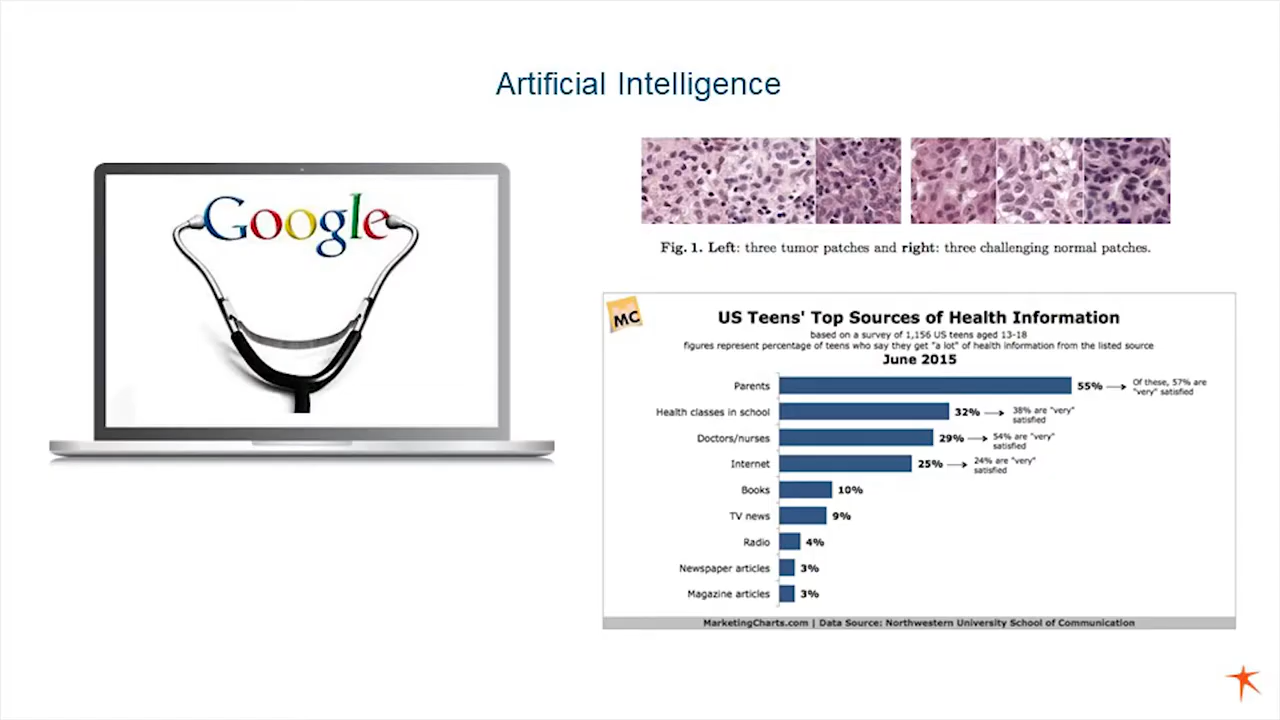 Artificial Intelligence
Google
Fig. 1. Left: three tumor patches and right: three challenging normal patches.
MC
US Teens' Top Sources of Health Information
based on a survey of 1,156 US teens aged 13-18
figures represent percentage of teens who say they get "a lot" of health information from the listed source
June 2015
Parents 55% Of these, 57% are
"very" satisfied
Health classes in school 32% 38% are "very"
satisfied
Doctors/nurses 29% 54% are "very"
satisfied
Internet 25% 24% are "very"
satisfied
Books 10%
TV news 9%
Radio 4%
Newspaper articles 3%
Magazine articles 3%
MarketingCharts.com | Data Source: Northwestern University School of Communication